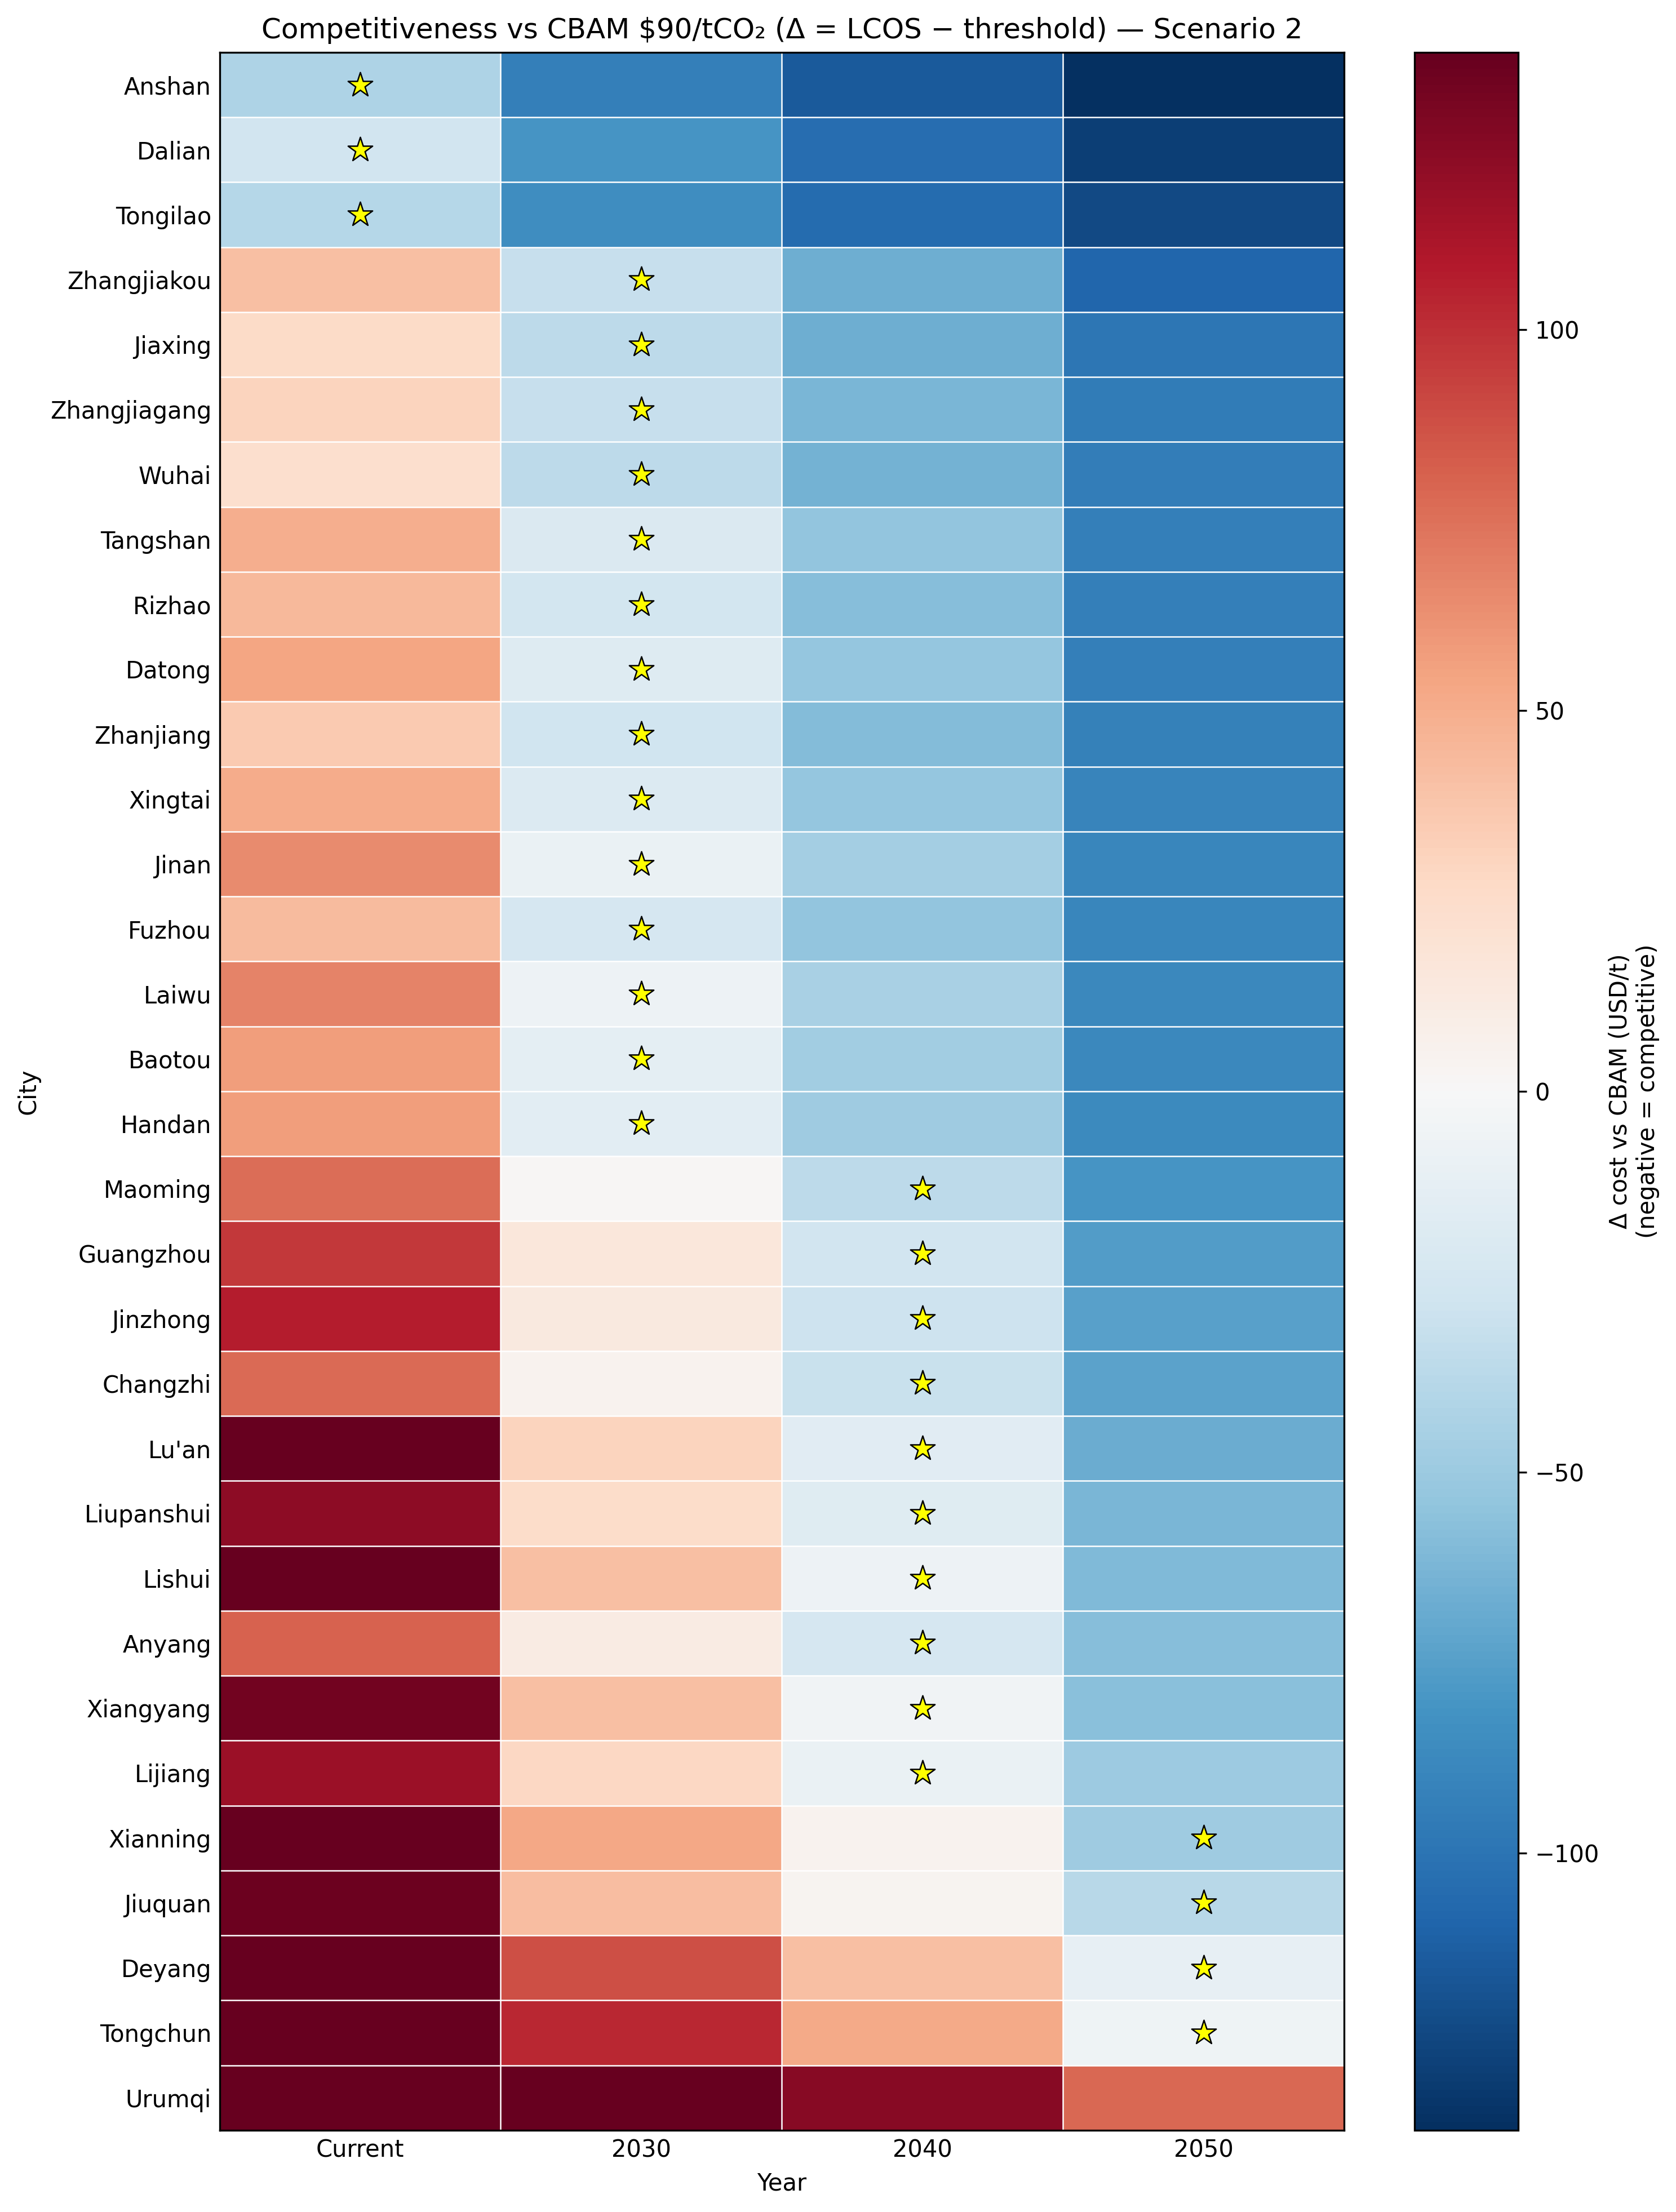 Competitiveness vs CBAM $90/tCO₂ (Δ = LCOS − threshold) — Scenario 2
Anshan
Dalian
Tongilao
Zhangjiakou
Jiaxing
Zhangjiagang
Wuhai
Tangshan
Rizhao
Datong
Zhanjiang
Xingtai
Jinan
Fuzhou
Laiwu
Baotou
Handan
Maoming
Guangzhou
Jinzhong
Changzhi
Lu'an
Liupanshui
Lishui
Anyang
Xiangyang
Lijiang
Xianning
Jiuquan
Deyang
Tongchun
Urumqi
City
Current 2030 2040 2050
Year
100
50
0
−50
−100
Δ cost vs CBAM (USD/t)
(negative = competitive)